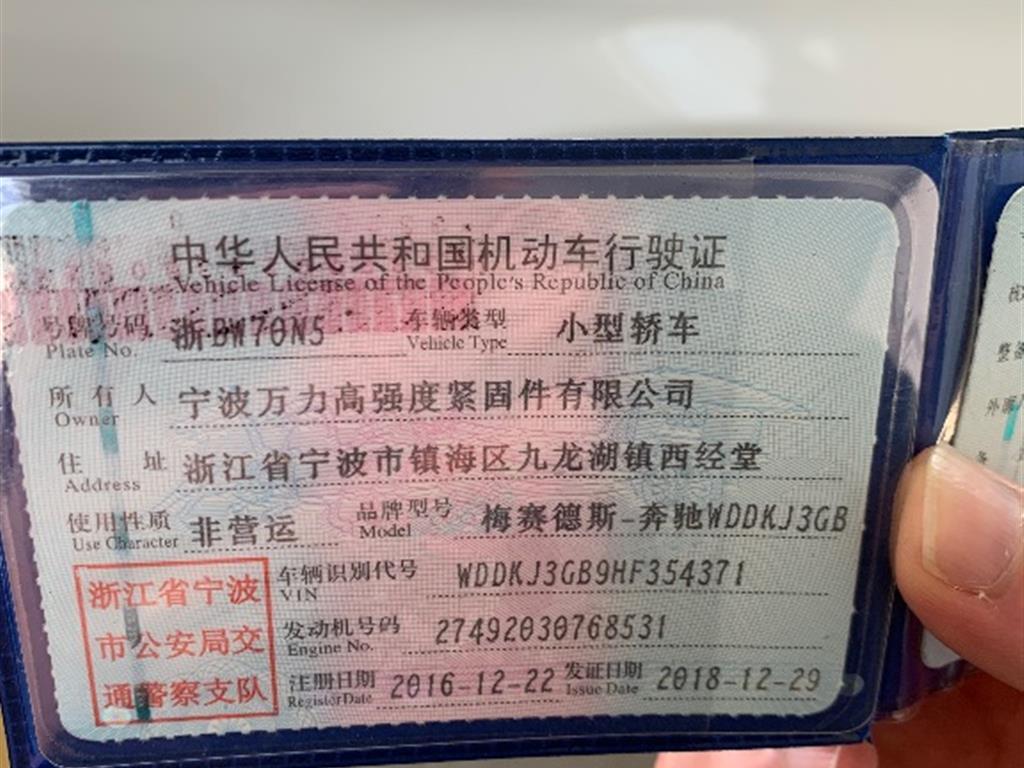 中华人民共和国机动车行驶证
Vehicle License of the People's Republic of China
号牌号码 浙BW70N5 车辆类型 小型轿车
Plate No. Vehicle Type
所有人 宁波万力高强度紧固件有限公司
Owner
住址 浙江省宁波市镇海区九龙湖镇西经堂
Address
使用性质 非营运 品牌型号 梅赛德斯-奔驰WDDKJ3GB
Use Character Model
浙江省宁波
市公安局交
通警察支队
车辆识别代号 WDDKJ3GB9HF354371
VIN
发动机号码 27492030768531
Engine No.
注册日期 2016-12-22 发证日期 2018-12-29
Register Date Issue Date
整备
外廓